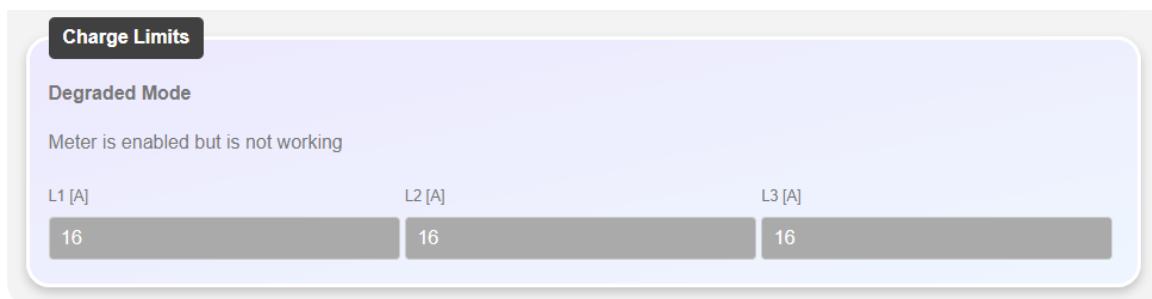 Charge Limits
Degraded Mode
Meter is enabled but is not working
L1 [A] L2 [A] L3 [A]
16 16 16